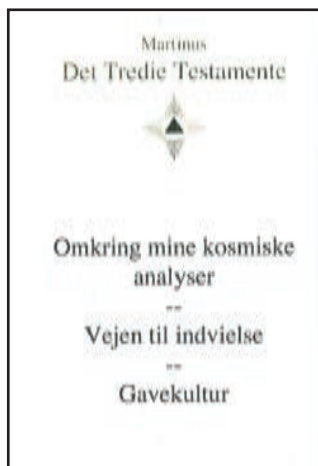 Martinus
Det Tredie Testamente
Omkring mine kosmiske
analyser
--
Vejen til indvielse
--
Gavekultur